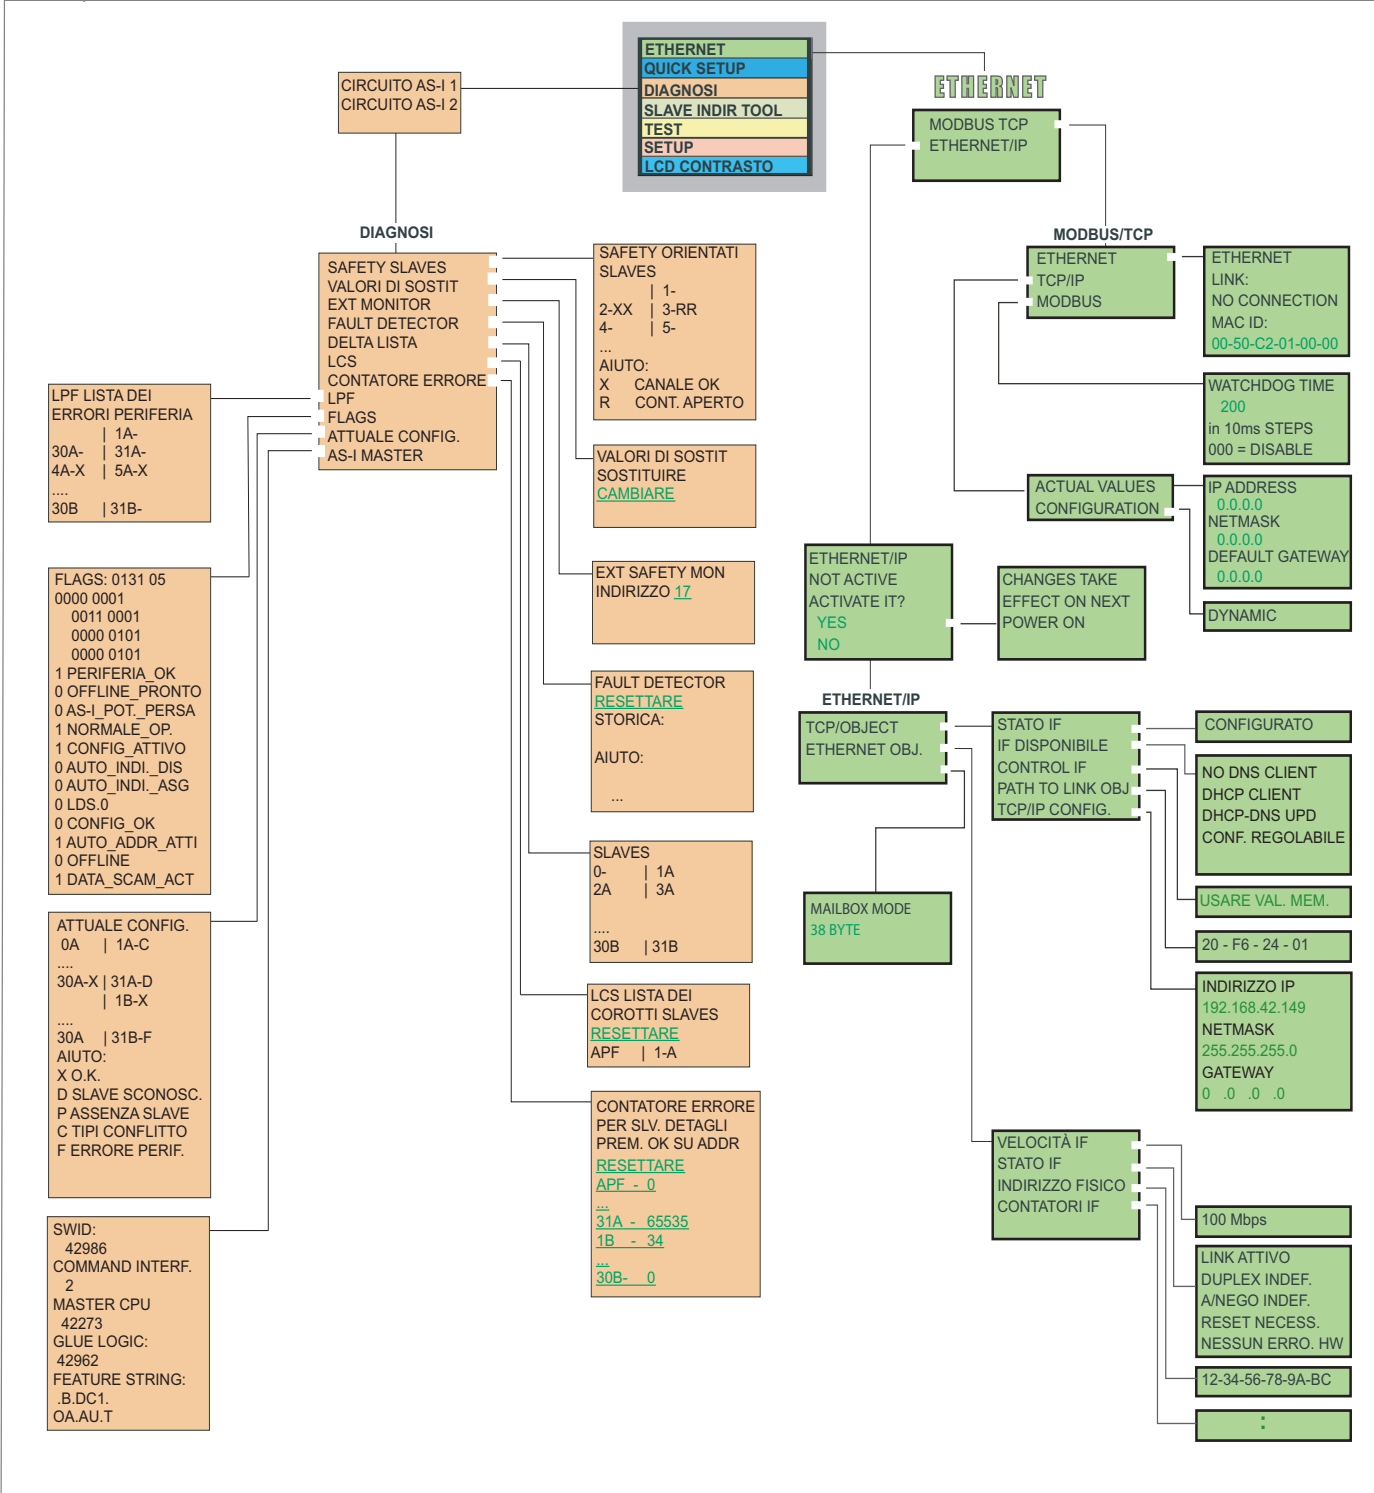 ETHERNET
QUICK SETUP
DIAGNOSI
SLAVE INDIR TOOL
TEST
SETUP
LCD CONTRASTO
CIRCUITO AS-I 1
CIRCUITO AS-I 2
DIAGNOSI
SAFETY SLAVES
VALORI DI SOSTIT
EXT MONITOR
FAULT DETECTOR
DELTA LISTA
LCS
CONTATORE ERRORE
LPF
FLAGS
ATTUALE CONFIG.
AS-I MASTER
LPF LISTA DEI
ERRORI PERIFERIA
| 1A-
30A- | 31A-
4A-X | 5A-X
....
30B |31B-
FLAGS: 0131 05
0000 0001
0011 0001
0000 0101
0000 0101
1 PERIFERIA_OK
0 OFFLINE_PRONTO
0 AS-I_POT._PERSA
1 NORMALE_OP.
1 CONFIG_ATTIVO
0 AUTO_INDI._DIS
0 AUTO_INDI._ASG
0 LDS.0
0 CONFIG_OK
1 AUTO_ADDR_ATTI
0 OFFLINE
1 DATA_SCAM_ACT
ATTUALE CONFIG.
0A | 1A-C
....
30A-X | 31A-D
| 1B-X
....
30A | 31B-F
AIUTO:
X O.K.
D SLAVE SCONOSC.
P ASSENZA SLAVE
C TIPI CONFLITTO
F ERRORE PERIF.
SWID:
42986
COMMAND INTERF.
2
MASTER CPU
42273
GLUE LOGIC:
42962
FEATURE STRING:
.B.DC1.
OA.AU.T
SAFETY ORIENTATI
SLAVES
| 1-
2-XX | 3-RR
4- | 5-
...
AIUTO:
X CANALE OK
R CONT. APERTO
VALORI DI SOSTIT
SOSTITUIRE
CAMBIARE
EXT SAFETY MON
INDIRIZZO 17
FAULT DETECTOR
RESETTARE
STORICA:
AIUTO:
...
SLAVES
0- | 1A
2A | 3A
....
30B | 31B
LCS LISTA DEI
COROTTI SLAVES
RESETTARE
APF | 1-A
CONTATORE ERRORE
PER SLV. DETAGLI
PREM. OK SU ADDR
RESETTARE
APF - 0
...
31A - 65535
1B - 34
...
30B- 0
ETHERNET
MODBUS TCP
ETHERNET/IP
MODBUS/TCP
ETHERNET
TCP/IP
MODBUS
ETHERNET
LINK:
NO CONNECTION
MAC ID:
00-50-C2-01-00-00
WATCHDOG TIME
200
in 10ms STEPS
000 = DISABLE
ACTUAL VALUES
CONFIGURATION
IP ADDRESS
0.0.0.0
NETMASK
0.0.0.0
DEFAULT GATEWAY
0.0.0.0
DYNAMIC
ETHERNET/IP
NOT ACTIVE
ACTIVATE IT?
YES
NO
CHANGES TAKE
EFFECT ON NEXT
POWER ON
ETHERNET/IP
TCP/OBJECT
ETHERNET OBJ.
MAILBOX MODE
38 BYTE
STATO IF
IF DISPONIBILE
CONTROL IF
PATH TO LINK OBJ
TCP/IP CONFIG.
CONFIGURATO
NO DNS CLIENT
DHCP CLIENT
DHCP-DNS UPD
CONF. REGOLABILE
USARE VAL. MEM.
20 - F6 - 24 - 01
INDIRIZZO IP
192.168.42.149
NETMASK
255.255.255.0
GATEWAY
0 .0 .0 .0
VELOCITÀ IF
STATO IF
INDIRIZZO FISICO
CONTATORI IF
100 Mbps
LINK ATTIVO
DUPLEX INDEF.
A/NEGO INDEF.
RESET NECESS.
NESSUN ERRO. HW
12-34-56-78-9A-BC
: